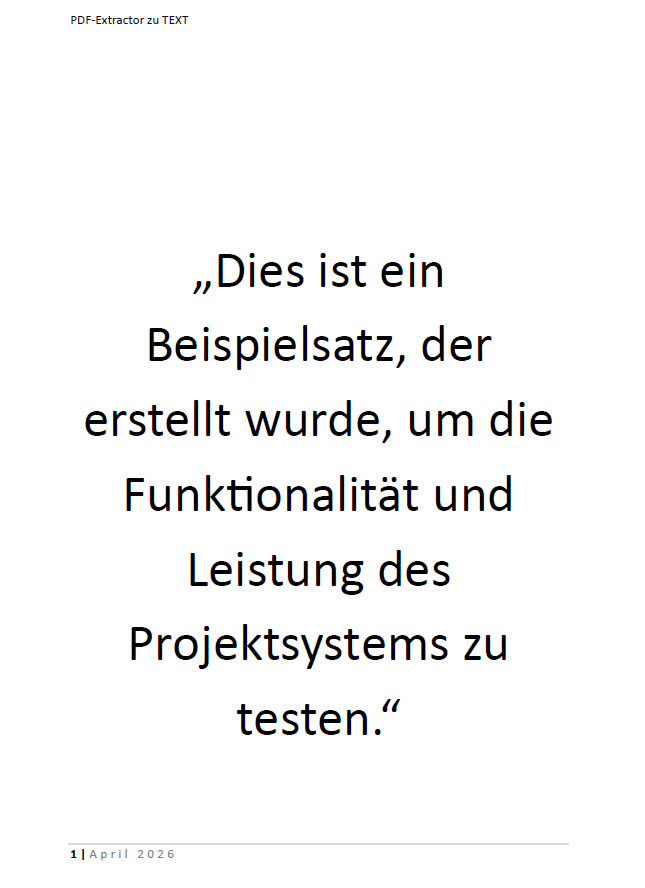 PDF-Extractor zu TEXT
„Dies ist ein
Beispielsatz, der
erstellt wurde, um die
Funktionalität und
Leistung des
Projektsystems zu
testen.“
1 | April 2026